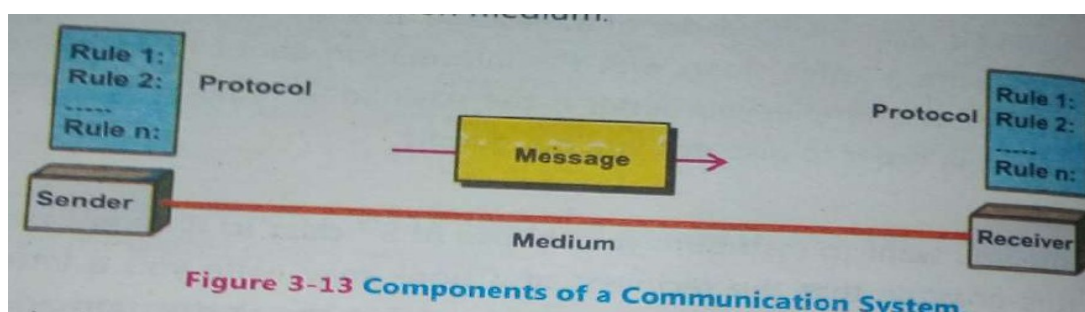 medium.
Rule 1:
Rule 2:
.....
Rule n:
Protocol
Message
Protocol
Rule 1:
Rule 2:
.....
Rule n:
Sender
Medium
Receiver
Figure 3-13 Components of a Communication System